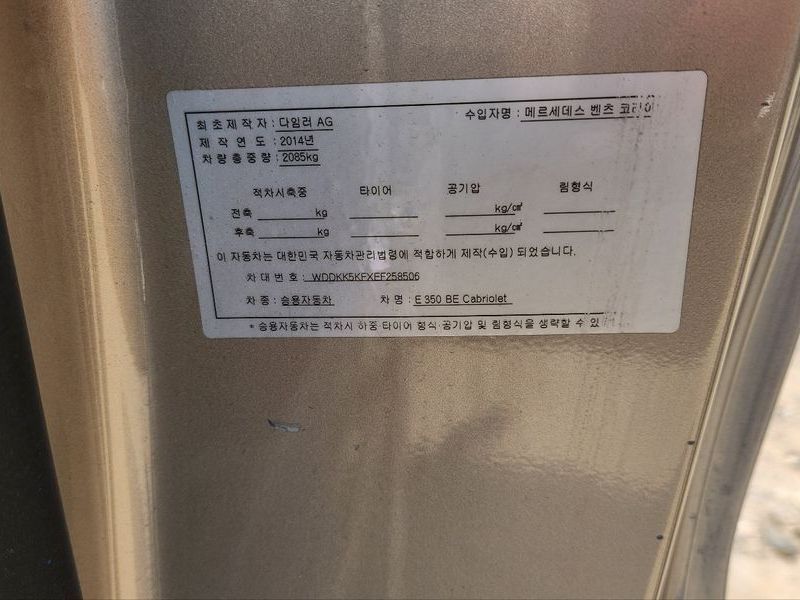 최초제작자 : 다임러 AG 수입자명 : 메르세데스 벤츠 코리아
제 작 연 도 : 2014년
차량총중량 : 2085kg
적차시축중 타이어 공기압 림형식
전축 kg kg/㎠
후축 kg kg/㎠
이 자동차는 대한민국 자동차관리법령에 적합하게 제작(수입) 되었습니다.
차 대 번 호 : WDDKK5KFXEF258506
차 종 : 승용자동차 차 명 : E 350 BE Cabriolet
* 승용자동차는 적차시 하중·타이어 형식·공기압 및 림형식을 생략할 수 있